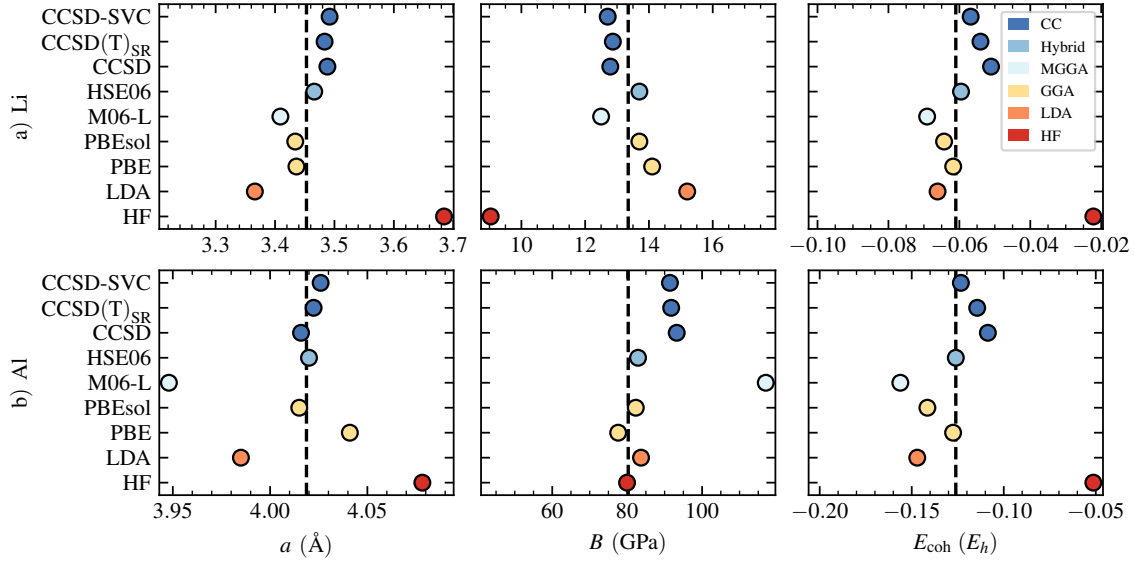 a) Li
CCSD-SVC
CCSD(T)SR
CCSD
HSE06
M06-L
PBEsol
PBE
LDA
HF
3.3 3.4 3.5 3.6 3.7
10 12 14 16
−0.10 −0.08 −0.06 −0.04 −0.02
CC
Hybrid
MGGA
GGA
LDA
HF
b) Al
CCSD-SVC
CCSD(T)SR
CCSD
HSE06
M06-L
PBEsol
PBE
LDA
HF
3.95 4.00 4.05
60 80 100
−0.20 −0.15 −0.10 −0.05
a (Å)
B (GPa)
Ecoh (Eh)